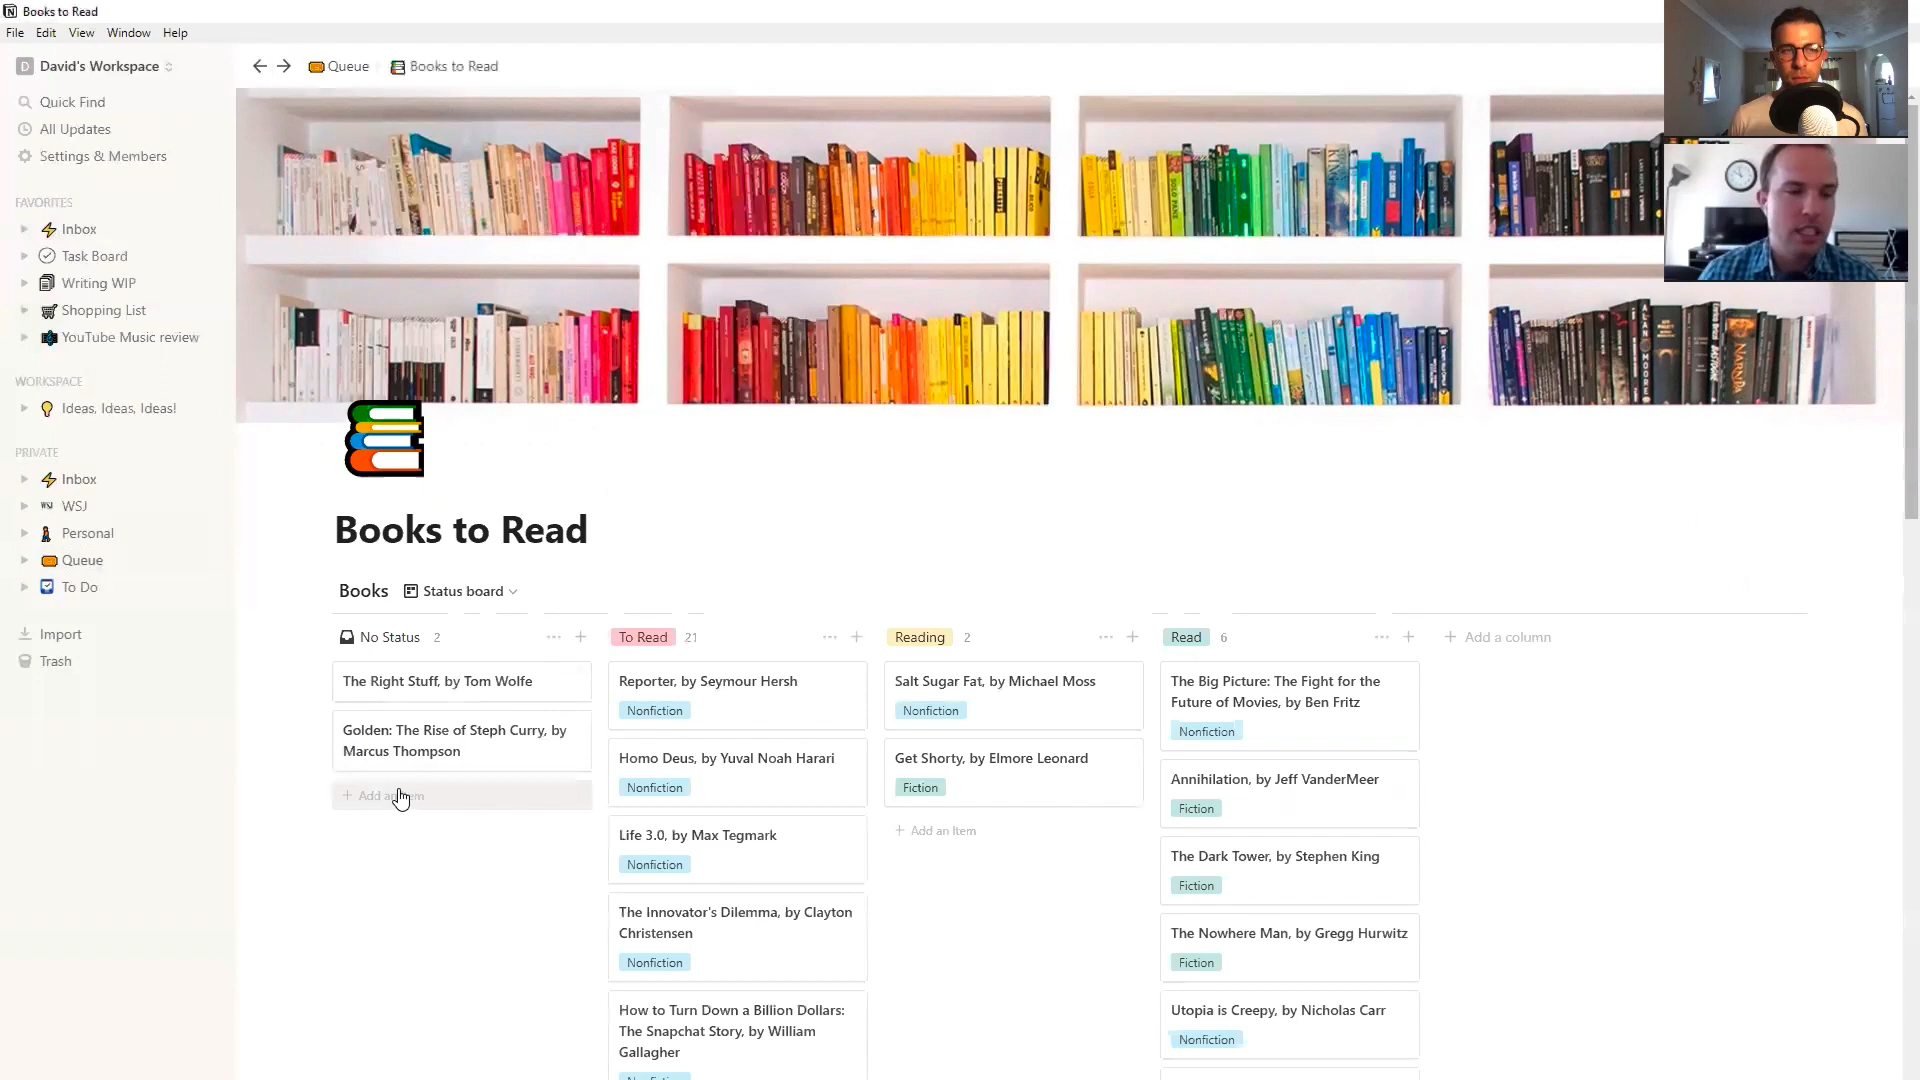 Books to Read
File Edit View Window Help
D David's Workspace
Quick Find
All Updates
Settings & Members
FAVORITES
Inbox
Task Board
Writing WIP
Shopping List
YouTube Music review
WORKSPACE
Ideas, Ideas, Ideas!
PRIVATE
Inbox
WSJ WSJ
Personal
Queue
To Do
Import
Trash
Queue Books to Read
ALAN
MOORE
NARNIA
Books to Read
Books Status board
No Status 2
The Right Stuff, by Tom Wolfe
Golden: The Rise of Steph Curry, by
Marcus Thompson
+ Add an item
To Read 21
Reporter, by Seymour Hersh
Nonfiction
Homo Deus, by Yuval Noah Harari
Nonfiction
Life 3.0, by Max Tegmark
Nonfiction
The Innovator's Dilemma, by Clayton
Christensen
Nonfiction
How to Turn Down a Billion Dollars:
The Snapchat Story, by William
Gallagher
Reading 2
Salt Sugar Fat, by Michael Moss
Nonfiction
Get Shorty, by Elmore Leonard
Fiction
+ Add an Item
Read 6
The Big Picture: The Fight for the
Future of Movies, by Ben Fritz
Nonfiction
Annihilation, by Jeff VanderMeer
Fiction
The Dark Tower, by Stephen King
Fiction
The Nowhere Man, by Gregg Hurwitz
Fiction
Utopia is Creepy, by Nicholas Carr
Nonfiction
+ Add a column